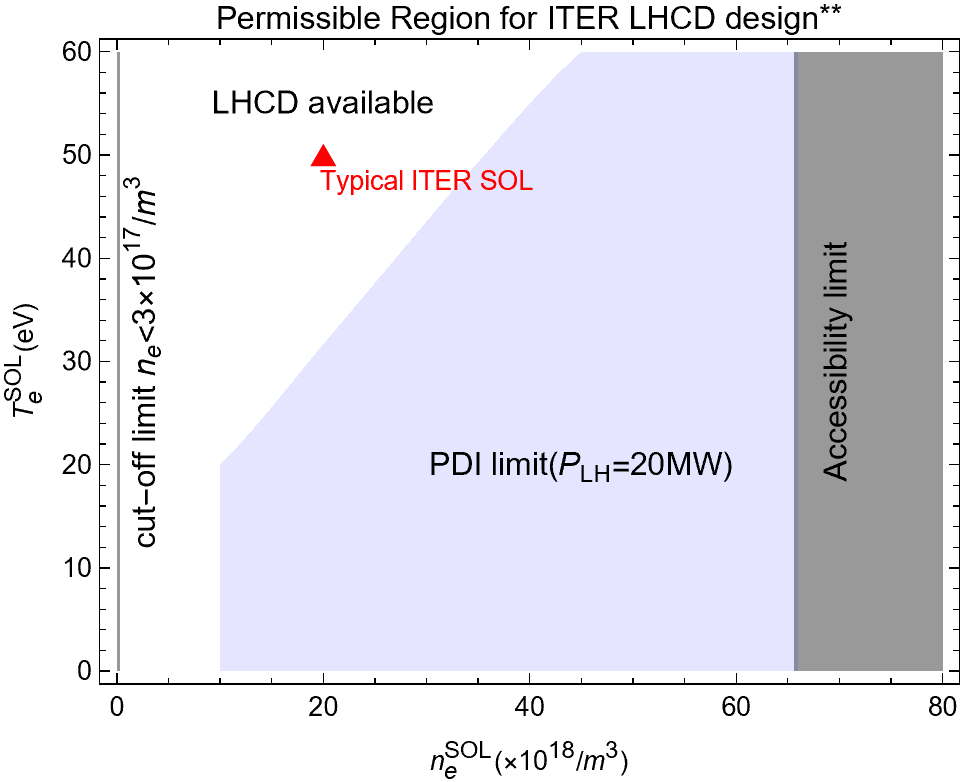 Permissible Region for ITER LHCD design**
60
50
40
30
20
10
0
T_e^SOL(eV)
LHCD available
Typical ITER SOL
cut-off limit n_e<3×10^17/m^3
PDI limit(P_LH=20MW)
Accessibility limit
0
20
40
60
80
n_e^SOL(×10^18/m^3)